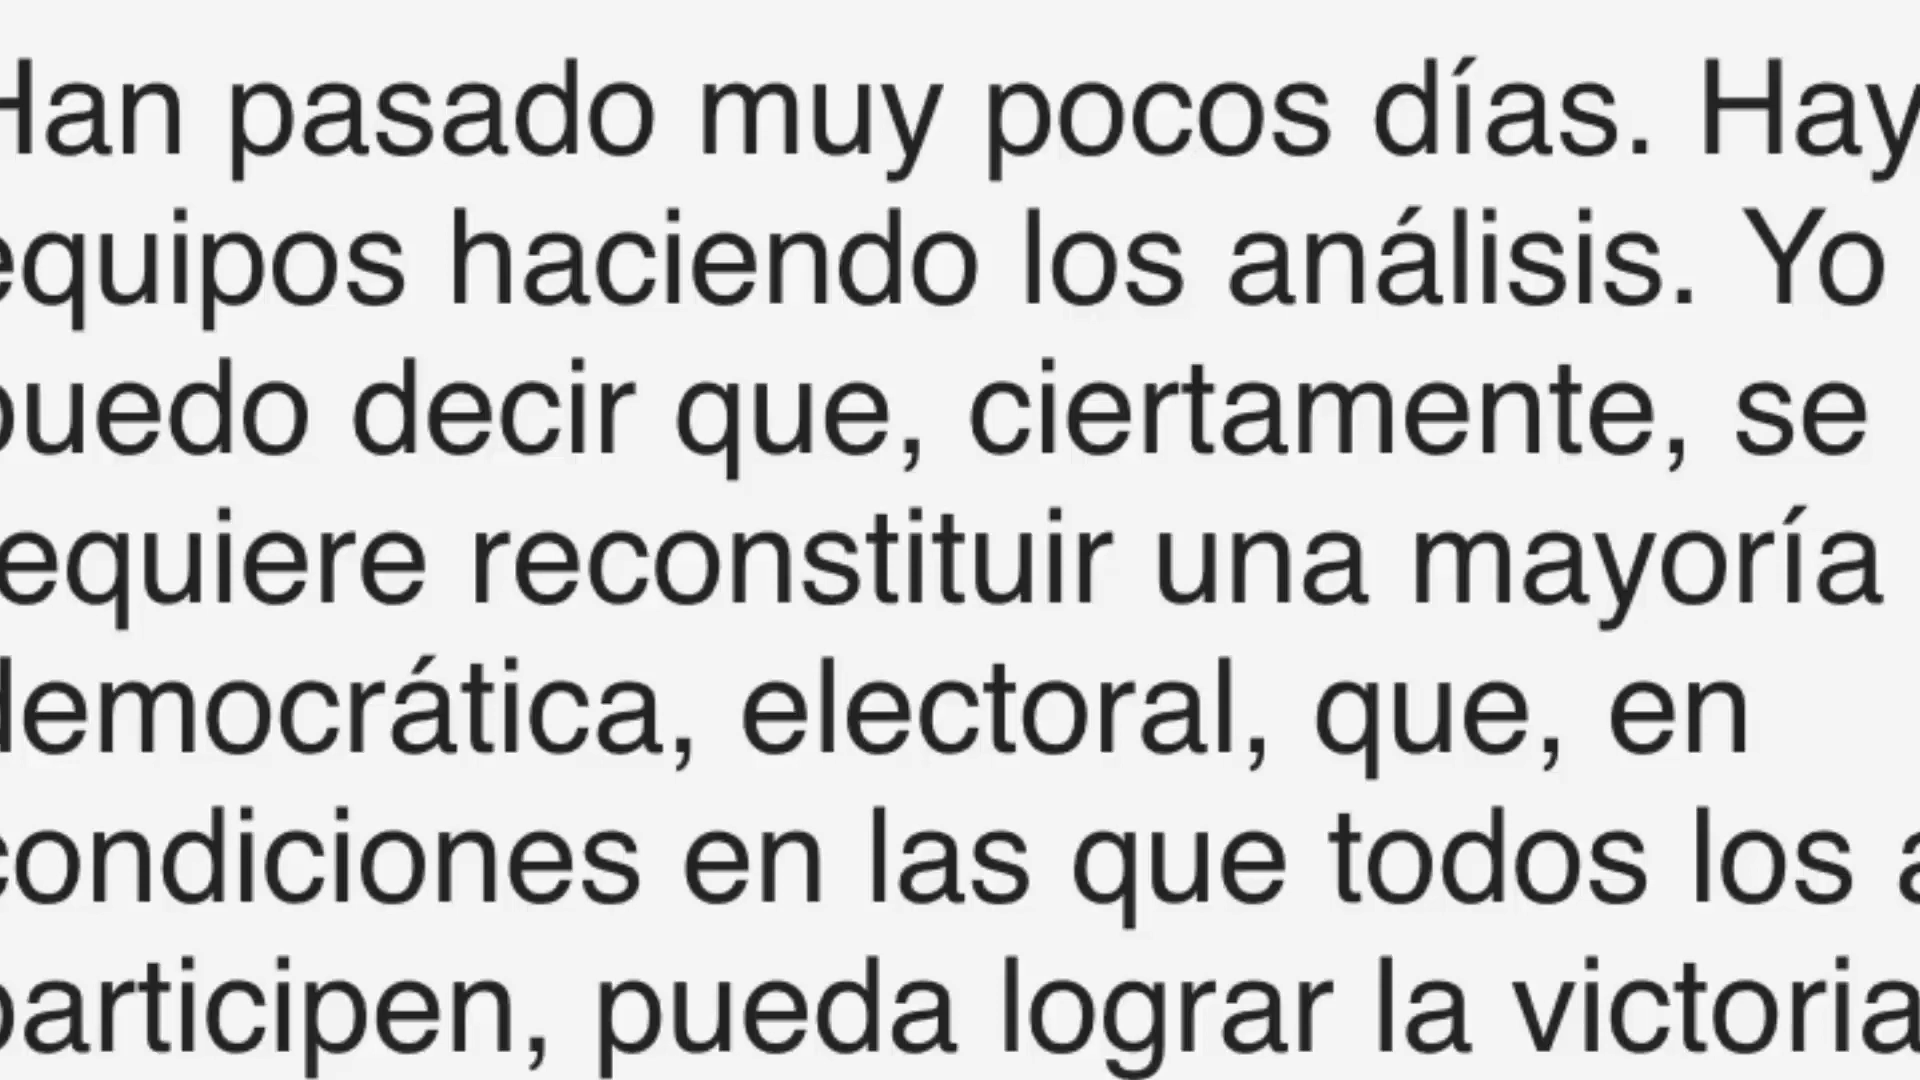 Han pasado muy pocos días. Hay
equipos haciendo los análisis. Yo
puedo decir que, ciertamente, se
requiere reconstituir una mayoría
democrática, electoral, que, en
condiciones en las que todos los
participen, pueda lograr la victoria